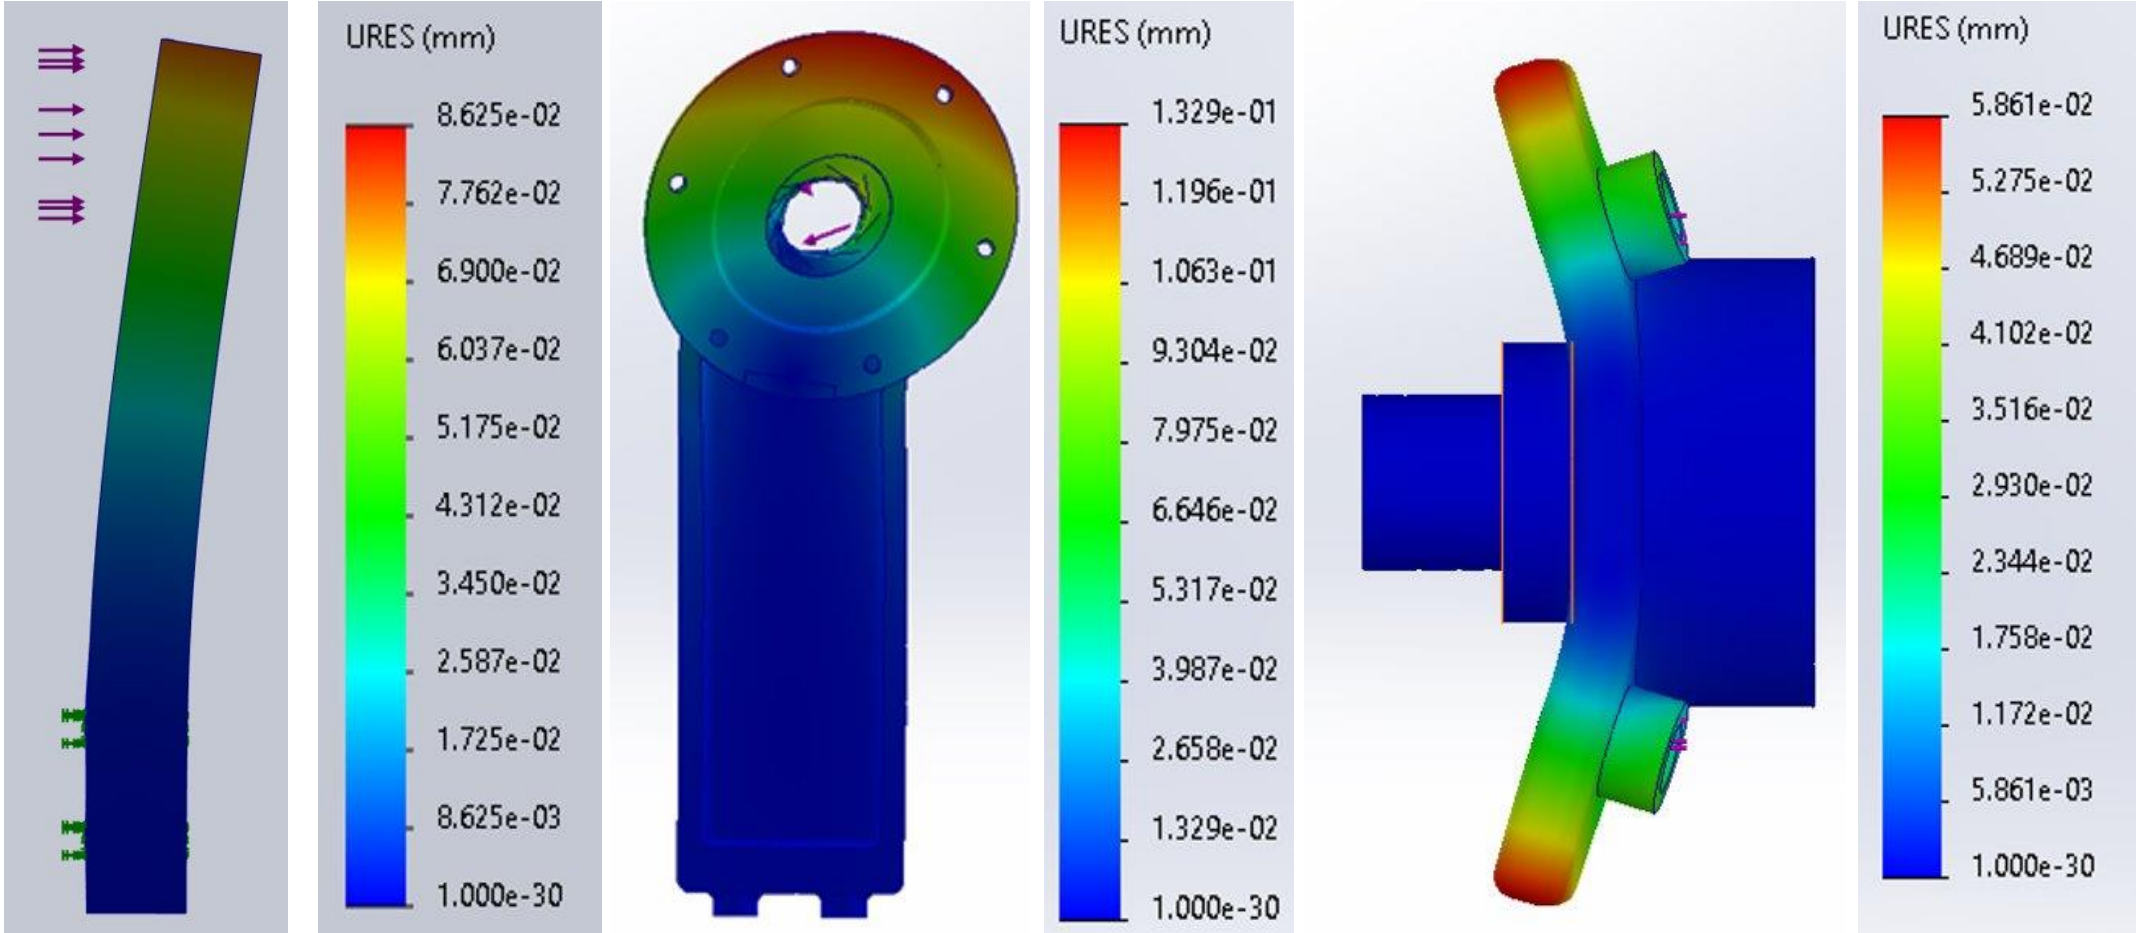 URES (mm)
8.625e-02
7.762e-02
6.900e-02
6.037e-02
5.175e-02
4.312e-02
3.450e-02
2.587e-02
1.725e-02
8.625e-03
1.000e-30
URES (mm)
1.329e-01
1.196e-01
1.063e-01
9.304e-02
7.975e-02
6.646e-02
5.317e-02
3.987e-02
2.658e-02
1.329e-02
1.000e-30
URES (mm)
5.861e-02
5.275e-02
4.689e-02
4.102e-02
3.516e-02
2.930e-02
2.344e-02
1.758e-02
1.172e-02
5.861e-03
1.000e-30